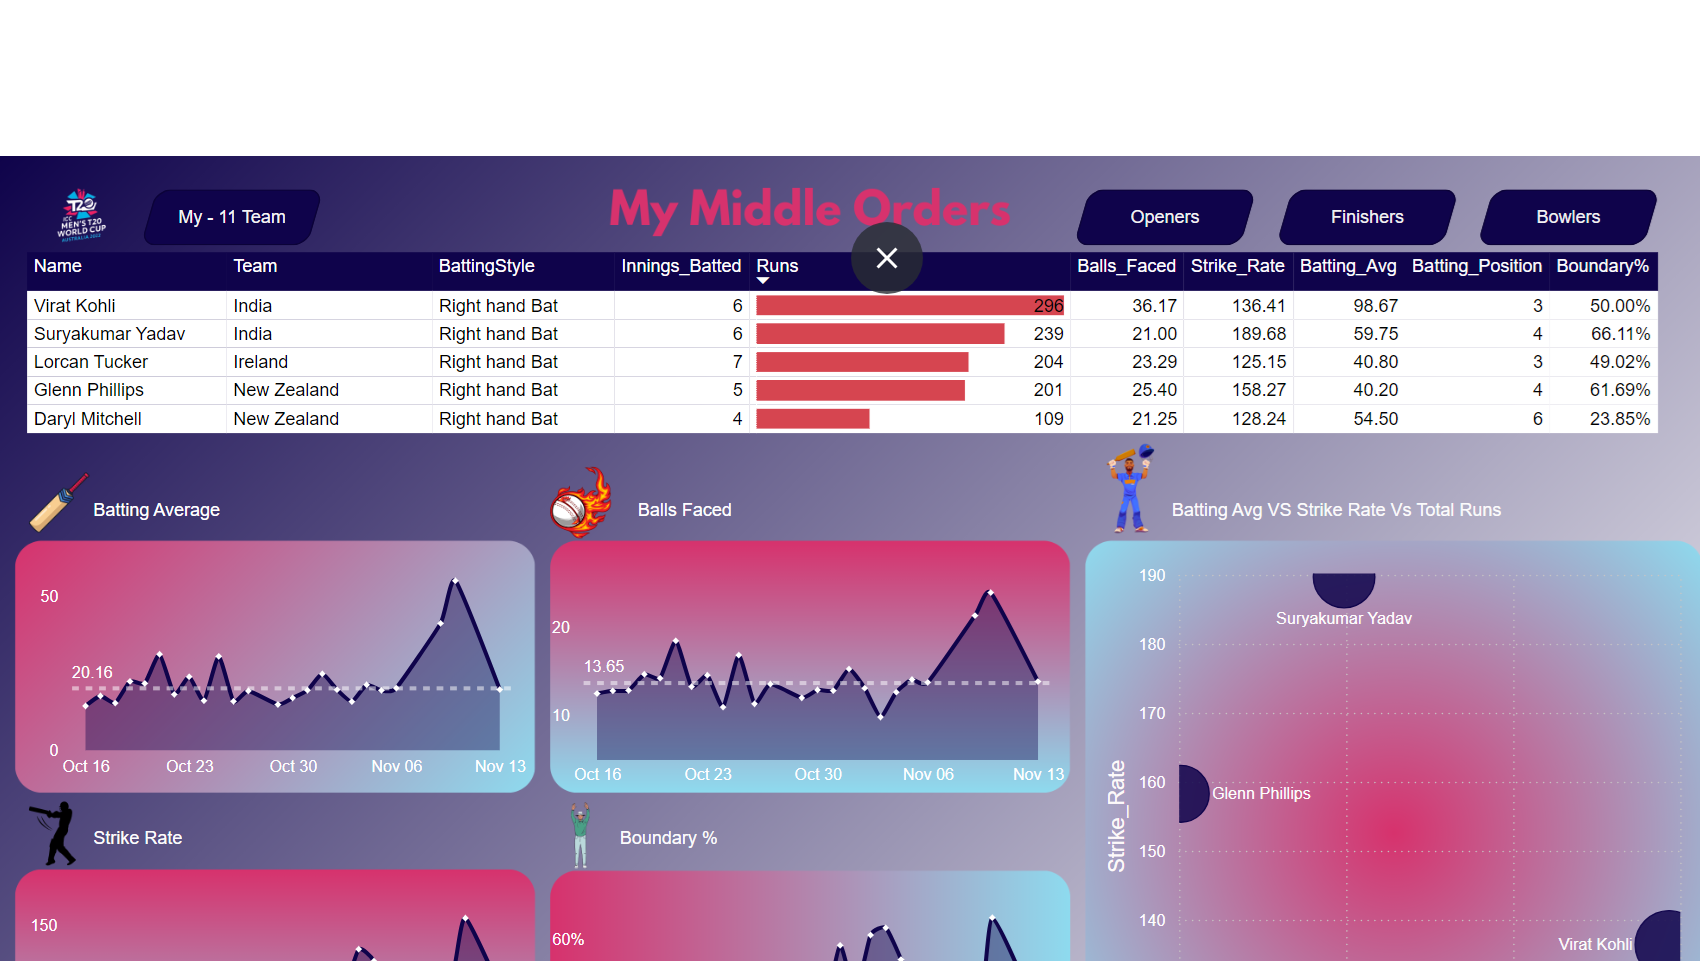 ICC
MEN'S T20
WORLD CUP
AUSTRALIA 2022
My - 11 Team
My Middle Orders
Openers
Finishers
Bowlers
Name Team BattingStyle Innings_Batted Runs Balls_Faced Strike_Rate Batting_Avg Batting_Position Boundary%
Virat Kohli India Right hand Bat 6 296 36.17 136.41 98.67 3 50.00%
Suryakumar Yadav India Right hand Bat 6 239 21.00 189.68 59.75 4 66.11%
Lorcan Tucker Ireland Right hand Bat 7 204 23.29 125.15 40.80 3 49.02%
Glenn Phillips New Zealand Right hand Bat 5 201 25.40 158.27 40.20 4 61.69%
Daryl Mitchell New Zealand Right hand Bat 4 109 21.25 128.24 54.50 6 23.85%
Batting Average
50
20.16
0
Oct 16 Oct 23 Oct 30 Nov 06 Nov 13
Balls Faced
20
13.65
10
Oct 16 Oct 23 Oct 30 Nov 06 Nov 13
Batting Avg VS Strike Rate Vs Total Runs
190
Suryakumar Yadav
180
170
160
Glenn Phillips
150
140
Virat Kohli
Strike_Rate
Strike Rate
150
Boundary %
60%